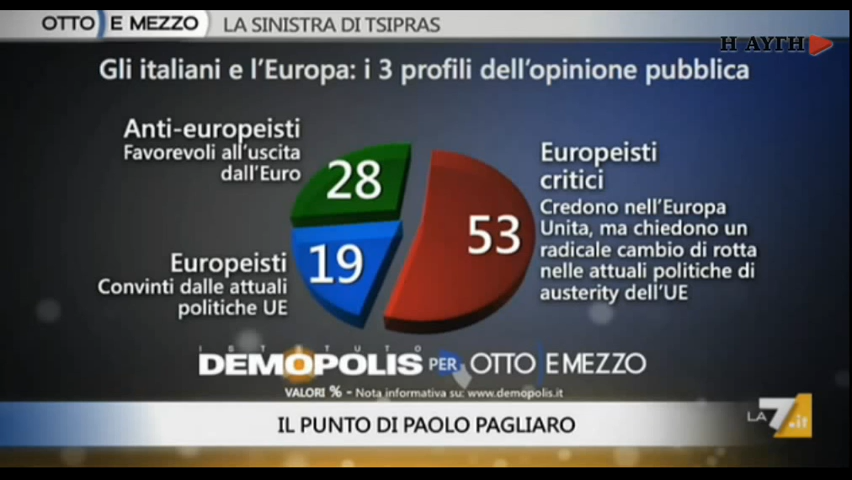 OTTO E MEZZO LA SINISTRA DI TSIPRAS
Η ΑΥΓΗ
Gli italiani e l'Europa: i 3 profili dell'opinione pubblica
Anti-europeisti
Favorevoli all'uscita
dall'Euro
28
Europeisti
critici
Credono nell'Europa
Unita, ma chiedono un
radicale cambio di rotta
nelle attuali politiche di
austerity dell'UE
53
Europeisti
Convinti dalle attuali
politiche UE
19
ISTITUTO
DEMOPOLIS PER OTTO E MEZZO
VALORI % - Nota informativa su: www.demopolis.it
IL PUNTO DI PAOLO PAGLIARO
LA 7.it